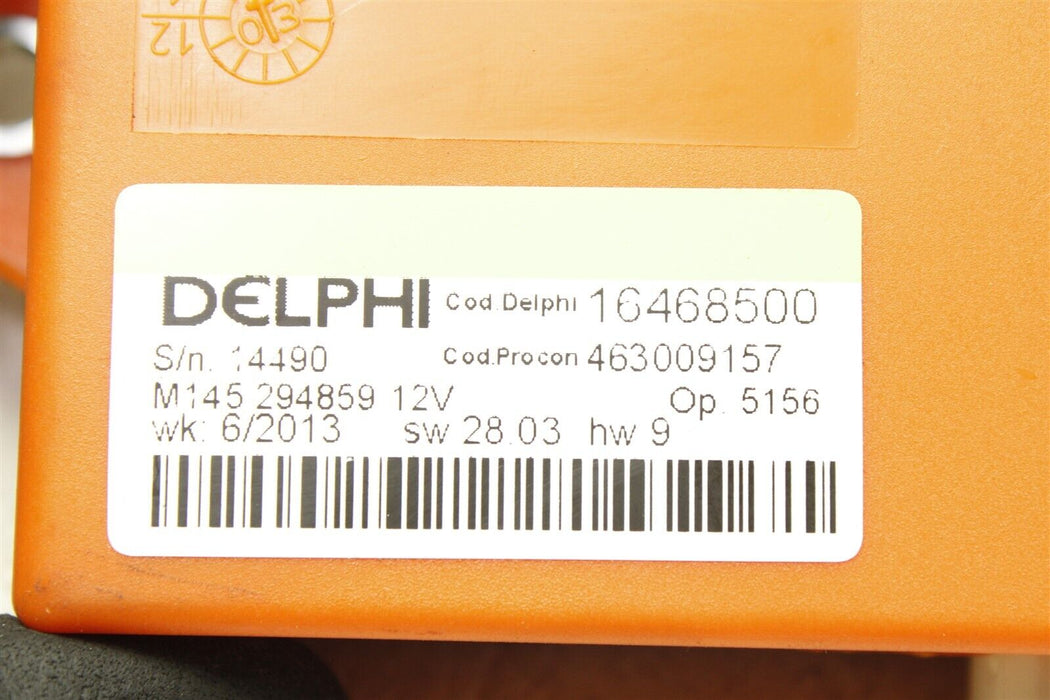 12
013
DELPHI Cod.Delphi 16468500
S/n. 14490 Cod.Procon 463009157
M145 294859 12V Op. 5156
wk: 6/2013 sw 28.03 hw 9